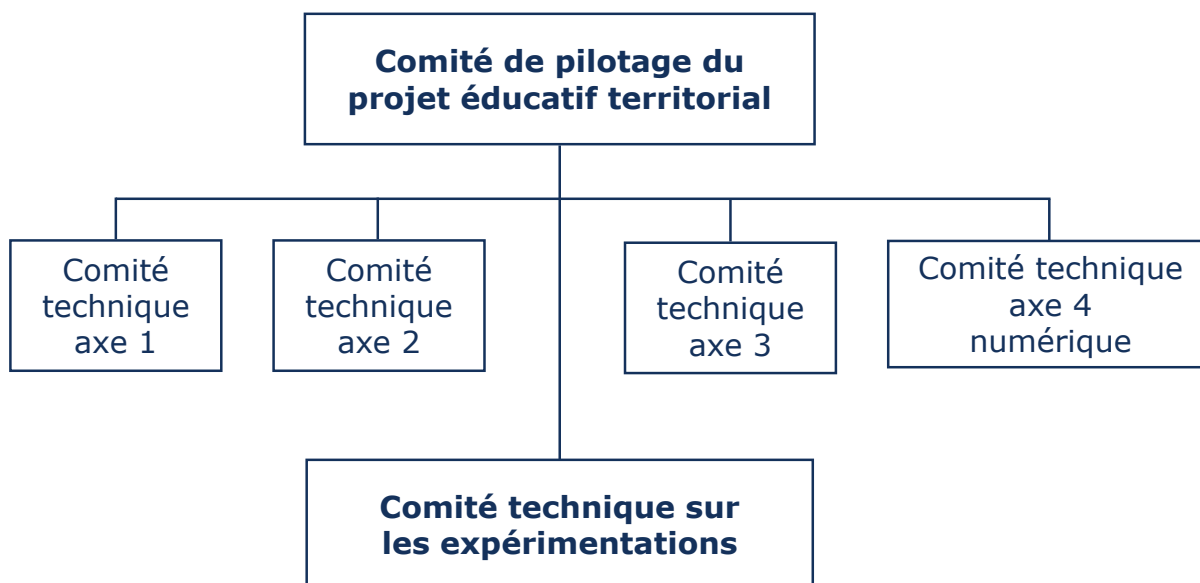 Comité de pilotage du
projet éducatif territorial
Comité
technique
axe 1
Comité
technique
axe 2
Comité
technique
axe 3
Comité technique
axe 4
numérique
Comité technique sur
les expérimentations